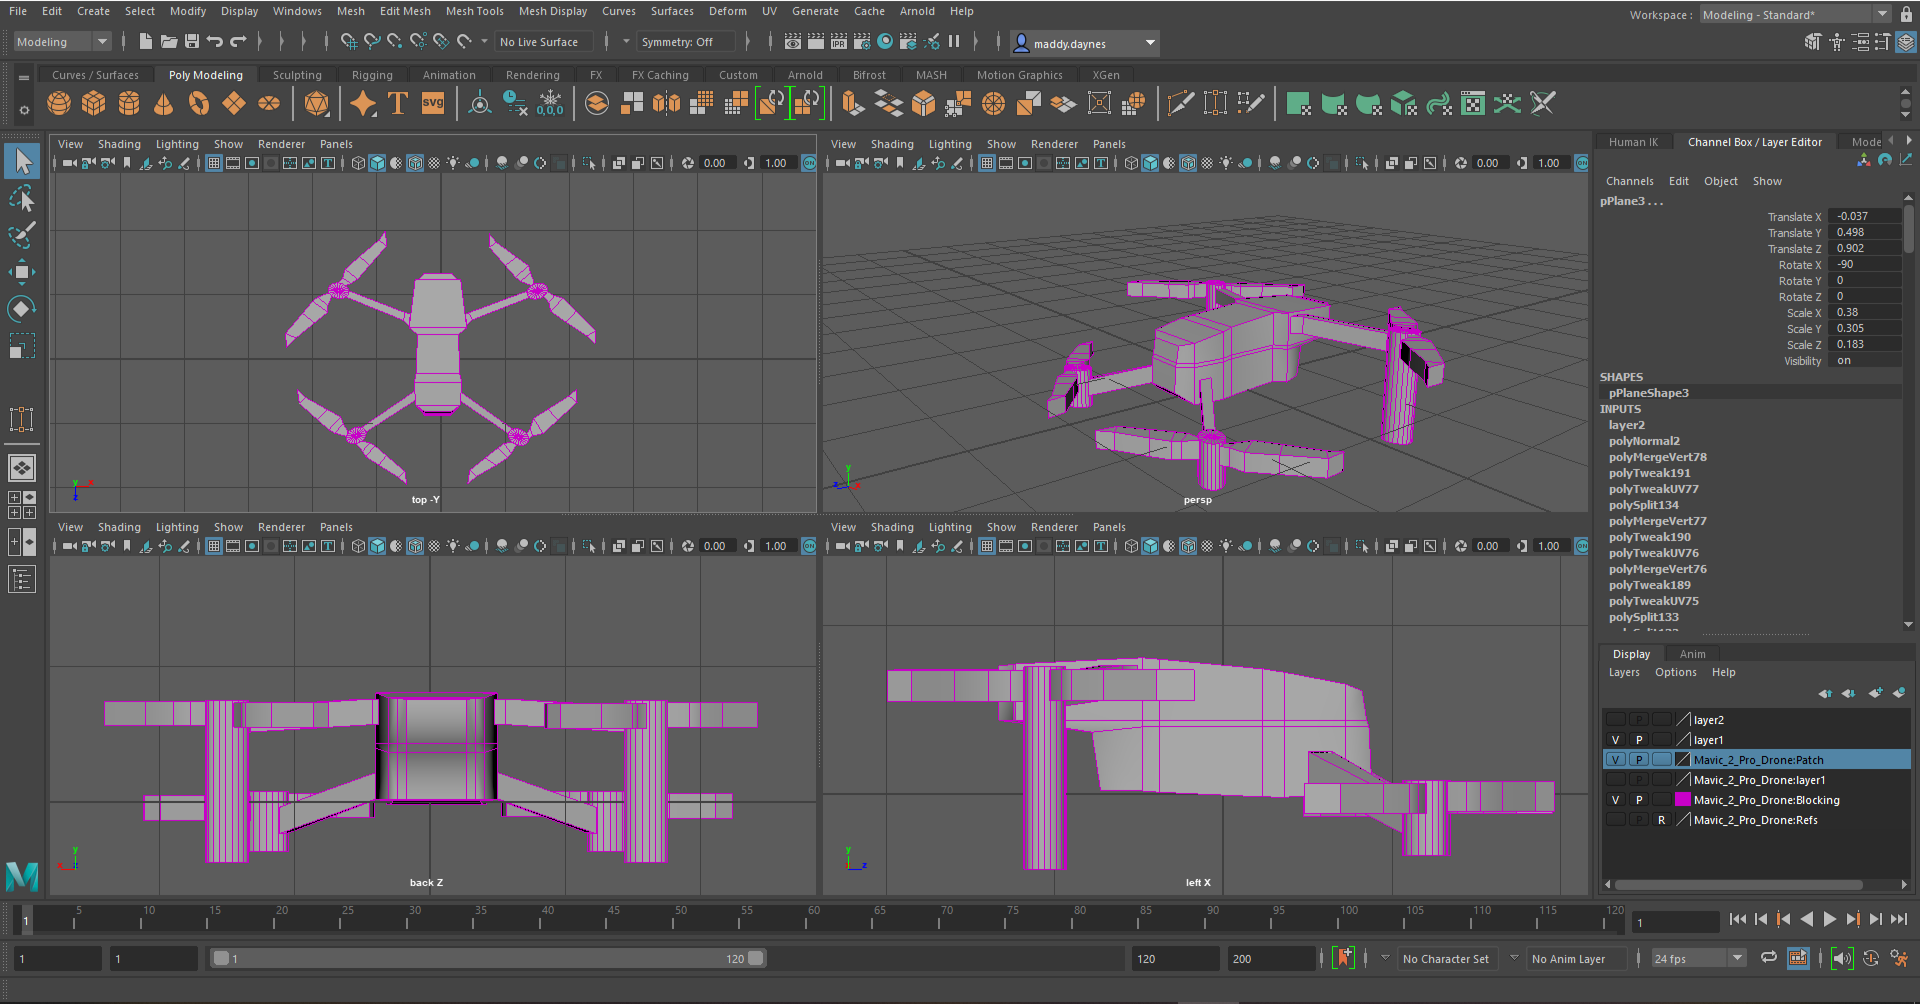 File Edit Create Select Modify Display Windows Mesh Edit Mesh Mesh Tools Mesh Display Curves Surfaces Deform UV Generate Cache Arnold Help
Workspace : Modeling - Standard*
Modeling No Live Surface Symmetry: Off IPR maddy.daynes
Curves / Surfaces Poly Modeling Sculpting Rigging Animation Rendering FX FX Caching Custom Arnold Bifrost MASH Motion Graphics XGen
T SVG 0,0,0
View Shading Lighting Show Renderer Panels
0.00 1.00
top -Y
View Shading Lighting Show Renderer Panels
0.00 1.00
persp
View Shading Lighting Show Renderer Panels
0.00 1.00
back Z
View Shading Lighting Show Renderer Panels
0.00 1.00
left X
Human IK Channel Box / Layer Editor Mode
Channels Edit Object Show
pPlane3...
Translate X -0.037
Translate Y 0.498
Translate Z 0.902
Rotate X -90
Rotate Y 0
Rotate Z 0
Scale X 0.38
Scale Y 0.305
Scale Z 0.183
Visibility on
SHAPES
pPlaneShape3
INPUTS
layer2
polyNormal2
polyMergeVert78
polyTweak191
polyTweakUV77
polySplit134
polyMergeVert77
polyTweak190
polyTweakUV76
polyMergeVert76
polyTweak189
polyTweakUV75
polySplit133
Display Anim
Layers Options Help
P layer2
V P layer1
V P Mavic_2_Pro_Drone:Patch
P Mavic_2_Pro_Drone:layer1
V P Mavic_2_Pro_Drone:Blocking
P R Mavic_2_Pro_Drone:Refs
1 5 10 15 20 25 30 35 40 45 50 55 60 65 70 75 80 85 90 95 100 105 110 115 120 1
1 1 1 120 120 200 No Character Set No Anim Layer 24 fps